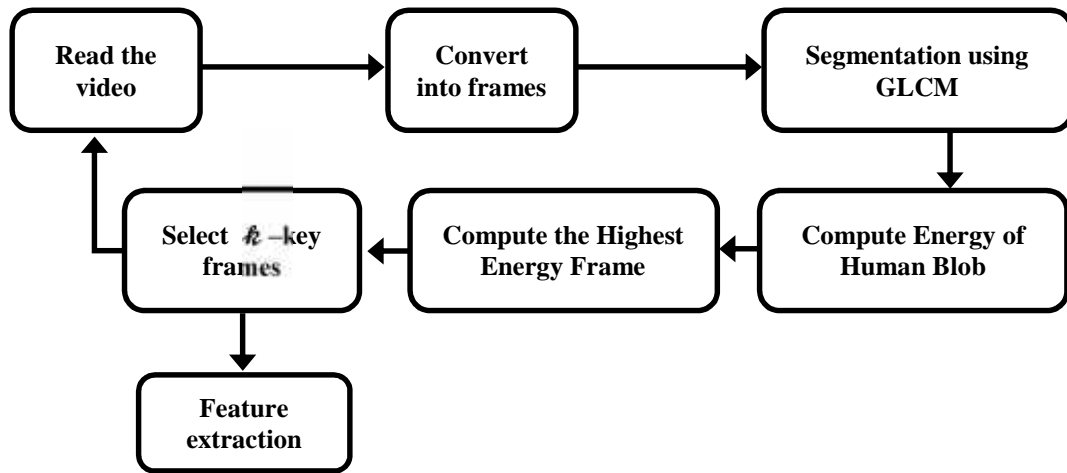 Read the
video
Convert
into frames
Segmentation using
GLCM
Select 𝓀 –key
frames
Compute the Highest
Energy Frame
Compute Energy of
Human Blob
Feature
extraction